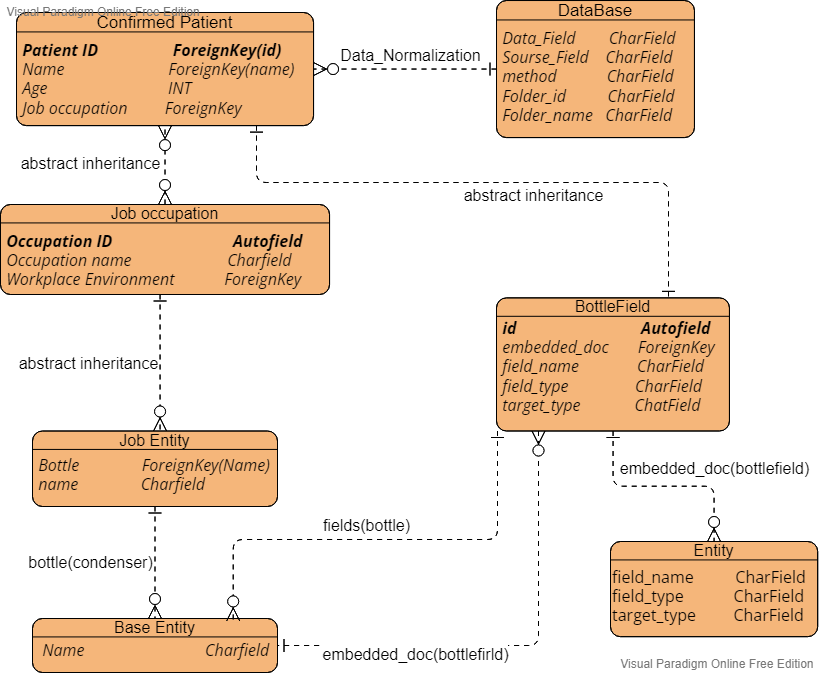 Visual Paradigm Online Free Edition
Confirmed Patient
Patient ID ForeignKey(id)
Name ForeignKey(name)
Age INT
Job occupation ForeignKey
Data_Normalization
DataBase
Data_Field CharField
Sourse_Field CharField
method CharField
Folder_id CharField
Folder_name CharField
abstract inheritance
abstract inheritance
Job occupation
Occupation ID Autofield
Occupation name Charfield
Workplace Environment ForeignKey
BottleField
id Autofield
embedded_doc ForeignKey
field_name CharField
field_type CharField
target_type ChatField
abstract inheritance
Job Entity
Bottle ForeignKey(Name)
name Charfield
embedded_doc(bottlefield)
fields(bottle)
bottle(condenser)
Entity
field_name CharField
field_type CharField
target_type CharField
Base Entity
Name Charfield
embedded_doc(bottlefirld)
Visual Paradigm Online Free Edition